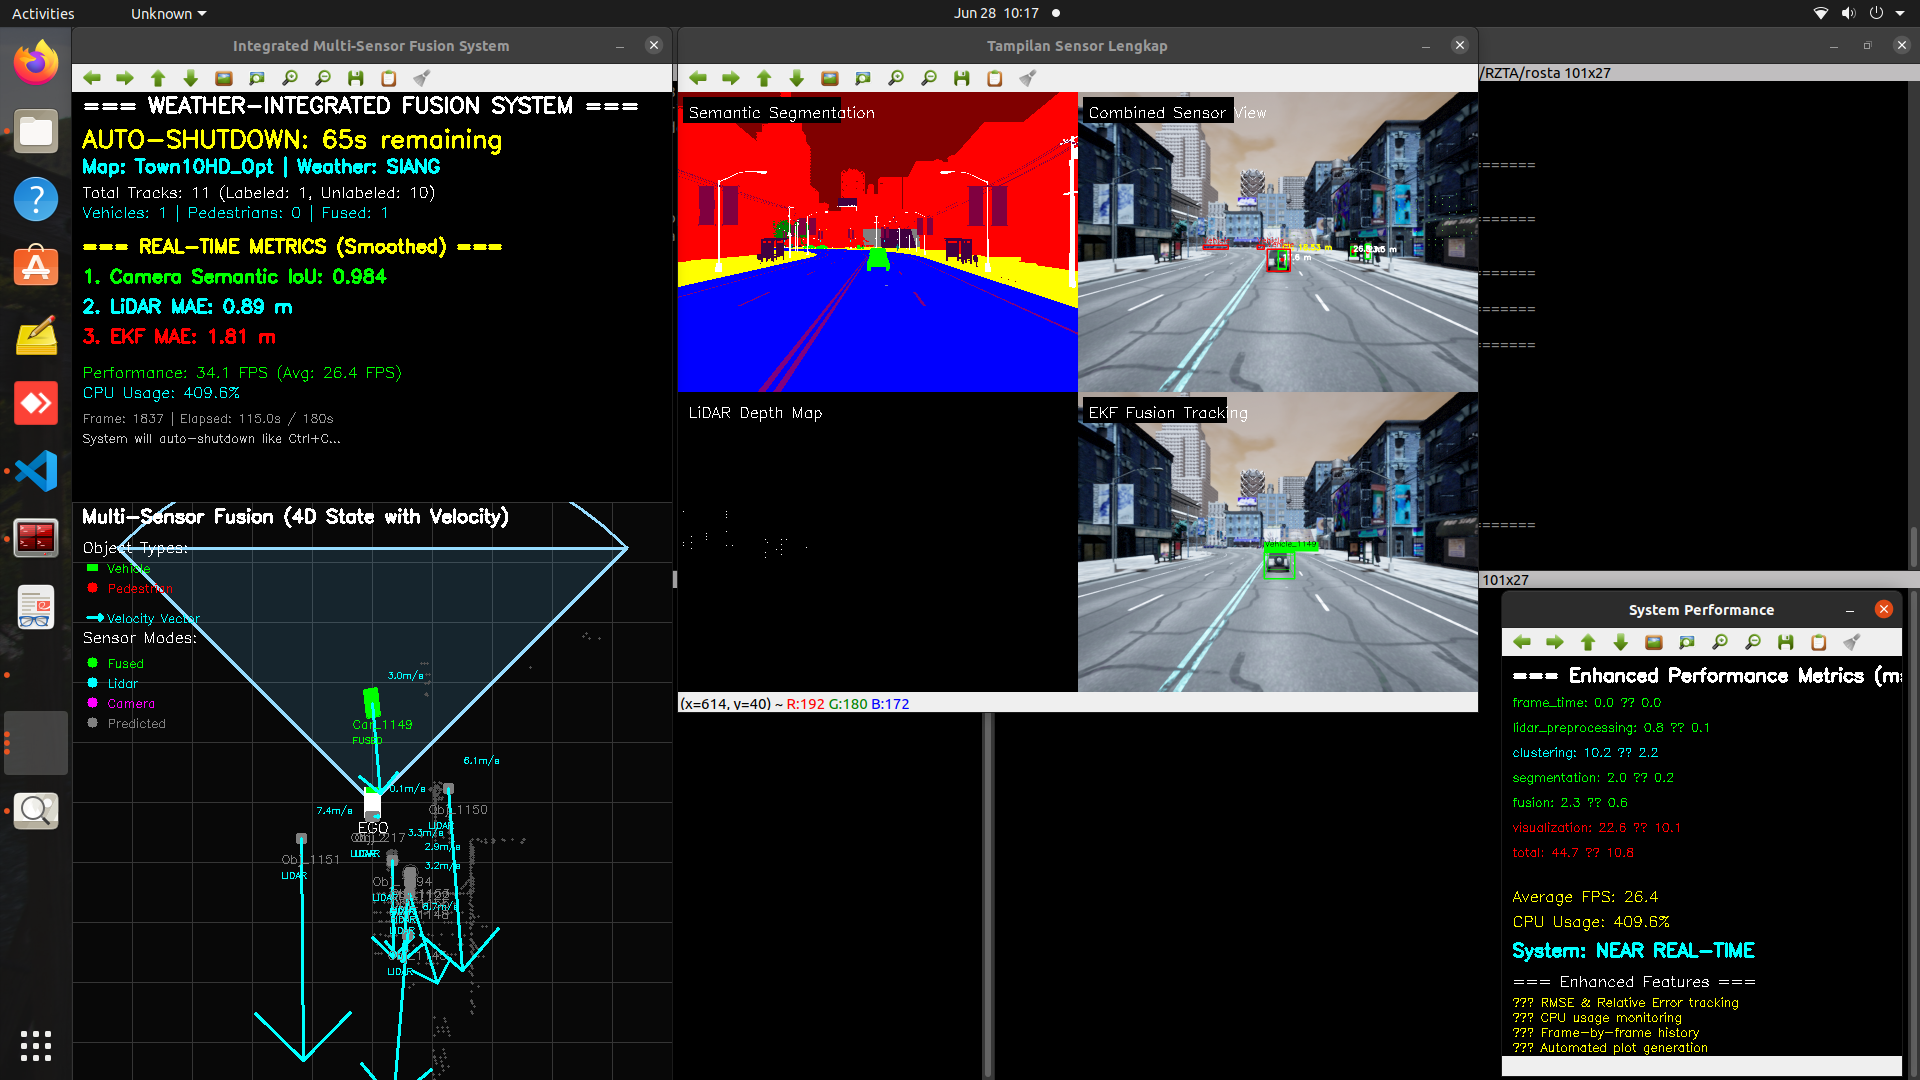 Activities
Unknown
Jun 28 10:17
Integrated Multi-Sensor Fusion System
=== WEATHER-INTEGRATED FUSION SYSTEM ===
AUTO-SHUTDOWN: 65s remaining
Map: Town10HD_Opt | Weather: SIANG
Total Tracks: 11 (Labeled: 1, Unlabeled: 10)
Vehicles: 1 | Pedestrians: 0 | Fused: 1
=== REAL-TIME METRICS (Smoothed) ===
1. Camera Semantic IoU: 0.984
2. LiDAR MAE: 0.89 m
3. EKF MAE: 1.81 m
Performance: 34.1 FPS (Avg: 26.4 FPS)
CPU Usage: 409.6%
Frame: 1837 | Elapsed: 115.0s / 180s
System will auto-shutdown like Ctrl+C...
Multi-Sensor Fusion (4D State with Velocity)
Object Types:
Vehicle
Pedestrian
Velocity Vector
Sensor Modes:
Fused
Lidar
Camera
Predicted
3.0m/s
Car_1149
FUSED
6.1m/s
0.1m/s
7.4m/s
Obj_1150
LIDAR
EGO
3.3m/s
2.9m/s
Obj_1151
LIDAR
3.2m/s
LIDAR
LIDAR
LIDAR
Tampilan Sensor Lengkap
Semantic Segmentation
Combined Sensor View
LiDAR Depth Map
EKF Fusion Tracking
Vehicle_1149
(x=614, y=40) ~ R:192 G:180 B:172
/RZTA/rosta 101x27
=======
=======
=======
=======
=======
=======
101x27
System Performance
=== Enhanced Performance Metrics (m
frame_time: 0.0 ?? 0.0
lidar_preprocessing: 0.8 ?? 0.1
clustering: 10.2 ?? 2.2
segmentation: 2.0 ?? 0.2
fusion: 2.3 ?? 0.6
visualization: 22.6 ?? 10.1
total: 44.7 ?? 10.8
Average FPS: 26.4
CPU Usage: 409.6%
System: NEAR REAL-TIME
=== Enhanced Features ===
??? RMSE & Relative Error tracking
??? CPU usage monitoring
??? Frame-by-frame history
??? Automated plot generation